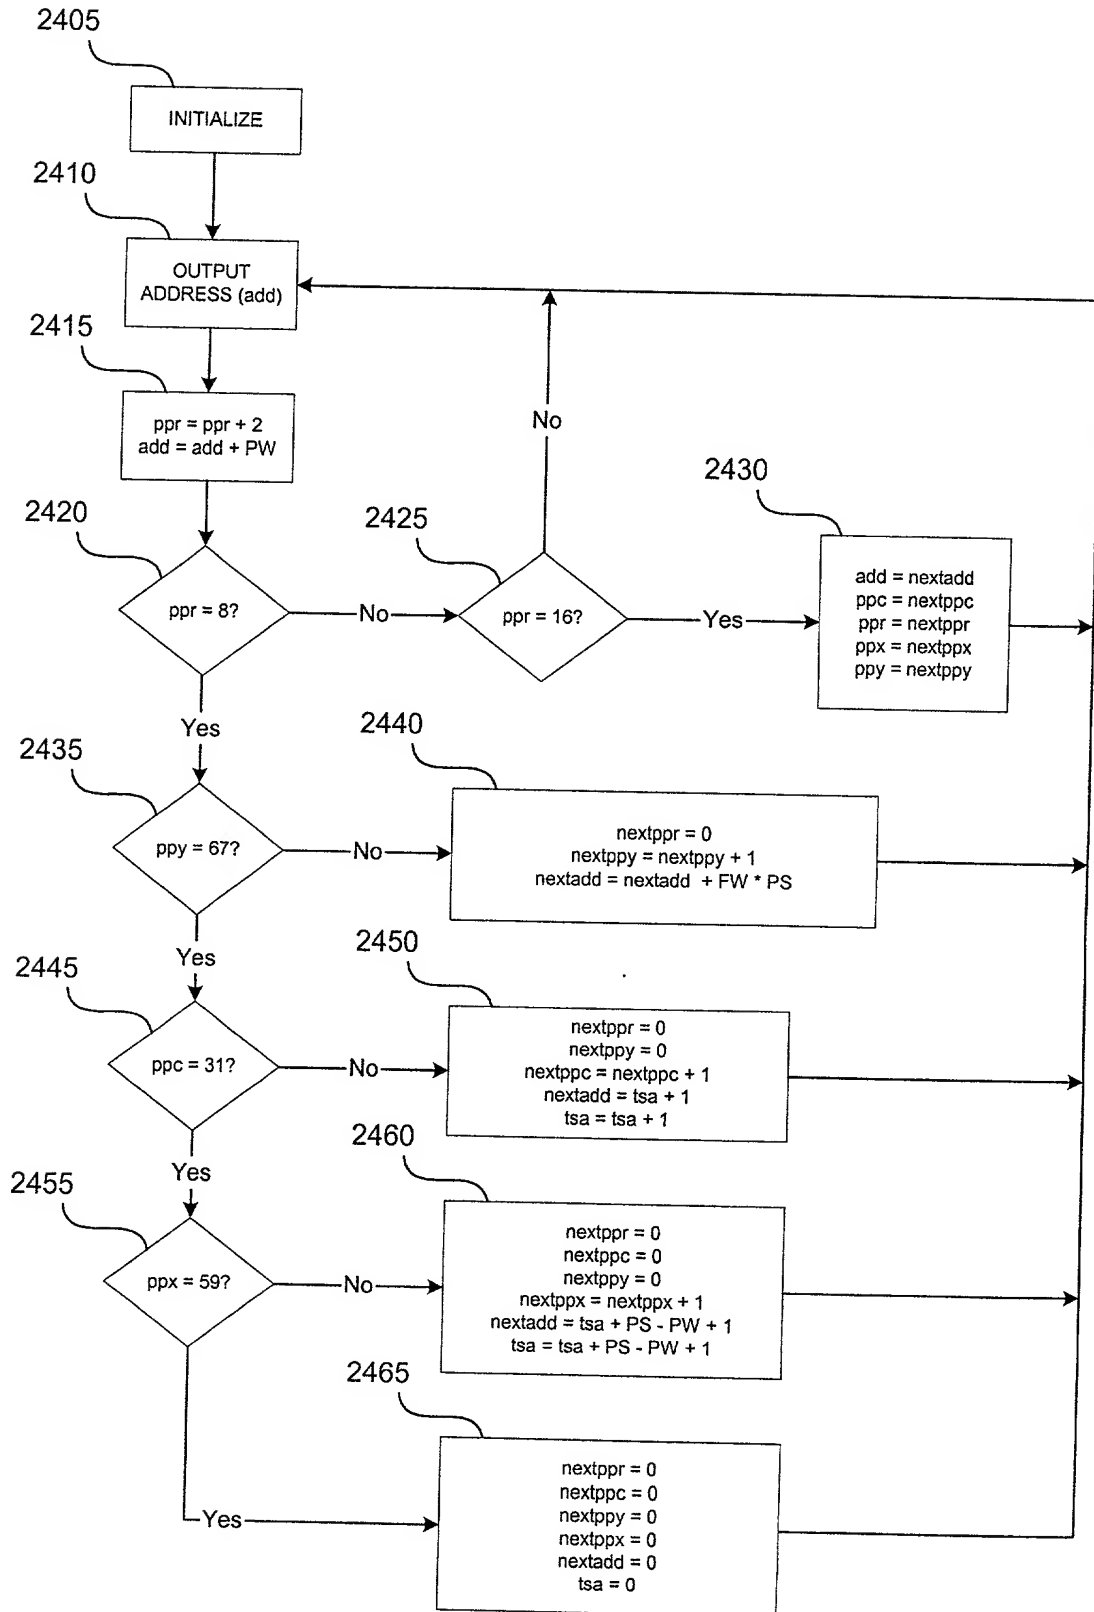 2405
INITIALIZE
2410
OUTPUT
ADDRESS (add)
2415
ppr = ppr + 2
add = add + PW
No
2420
ppr = 8?
No
2425
ppr = 16?
Yes
2430
add = nextadd
ppc = nextppc
ppr = nextppr
ppx = nextppx
ppy = nextppy
Yes
2435
ppy = 67?
No
2440
nextppr = 0
nextppy = nextppy + 1
nextadd = nextadd + FW * PS
Yes
2445
ppc = 31?
No
2450
nextppr = 0
nextppy = 0
nextppc = nextppc + 1
nextadd = tsa + 1
tsa = tsa + 1
Yes
2455
ppx = 59?
No
2460
nextppr = 0
nextppc = 0
nextppy = 0
nextppx = nextppx + 1
nextadd = tsa + PS - PW + 1
tsa = tsa + PS - PW + 1
Yes
2465
nextppr = 0
nextppc = 0
nextppy = 0
nextppx = 0
nextadd = 0
tsa = 0